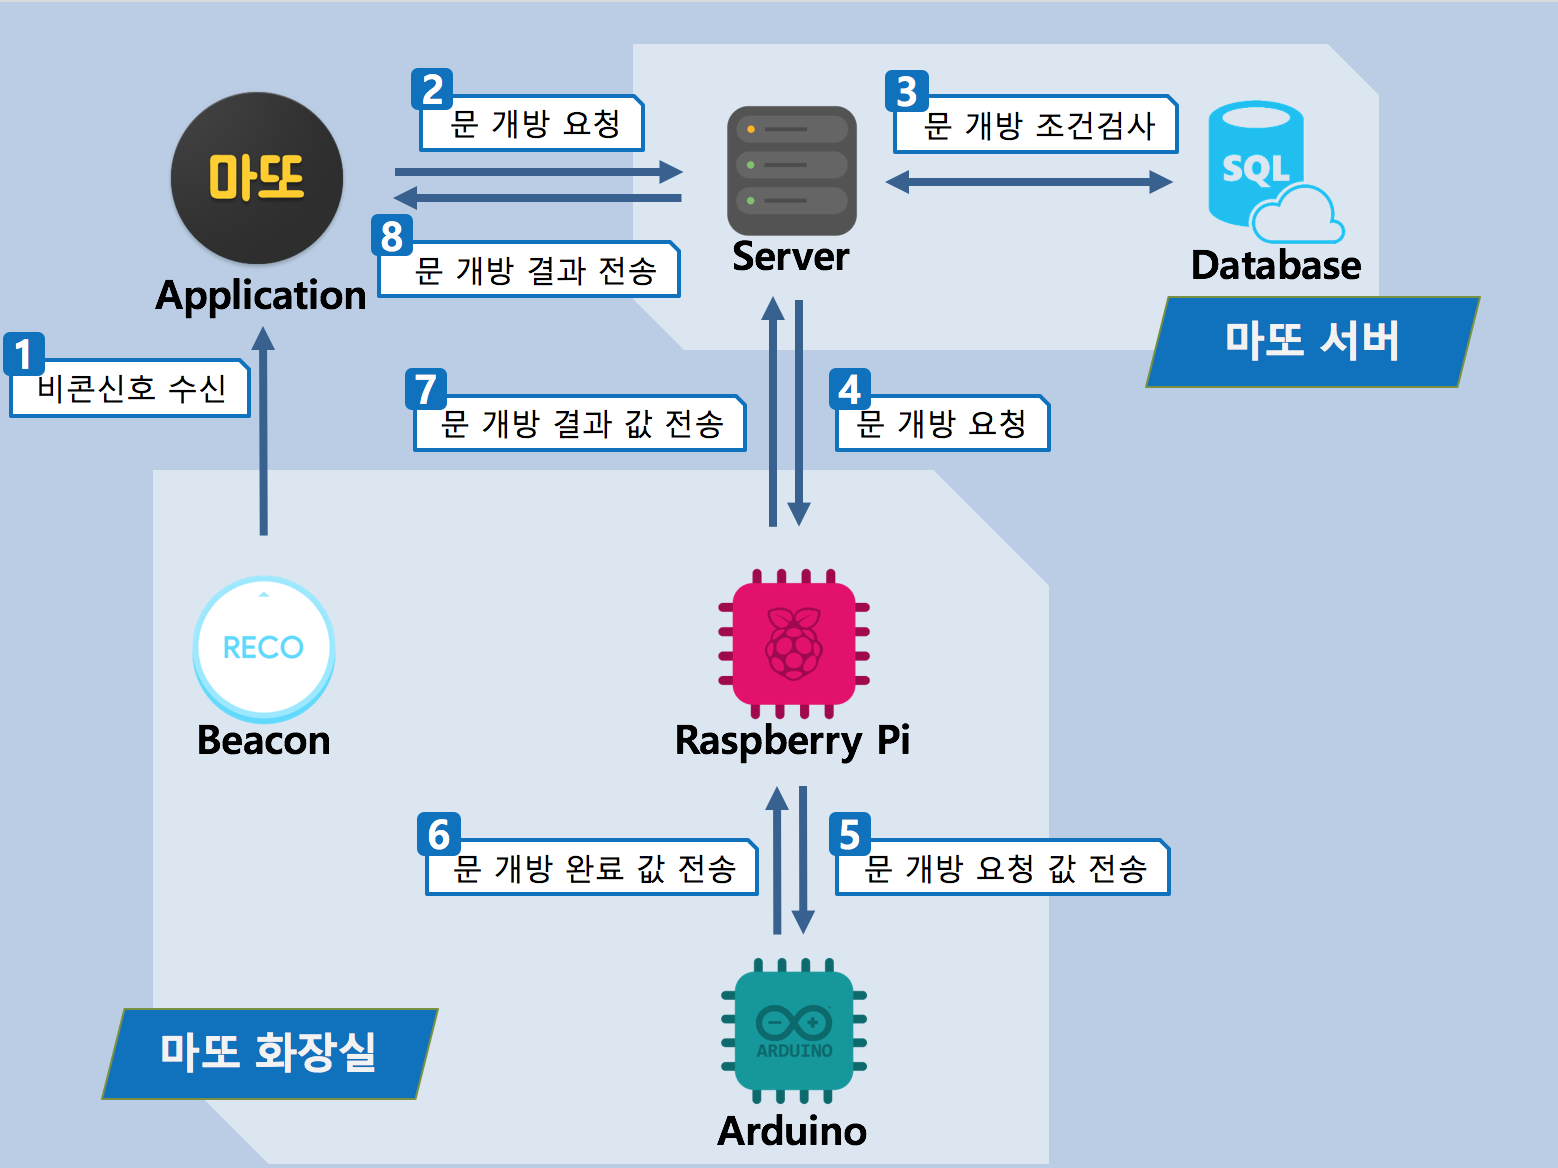 2
문 개방 요청
3
문 개방 조건검사
마또
SQL
Server
Database
8
문 개방 결과 전송
Application
마또 서버
1
비콘신호 수신
7
문 개방 결과 값 전송
4
문 개방 요청
RECO
Beacon
Raspberry Pi
6
문 개방 완료 값 전송
5
문 개방 요청 값 전송
마또 화장실
ARDUINO
Arduino